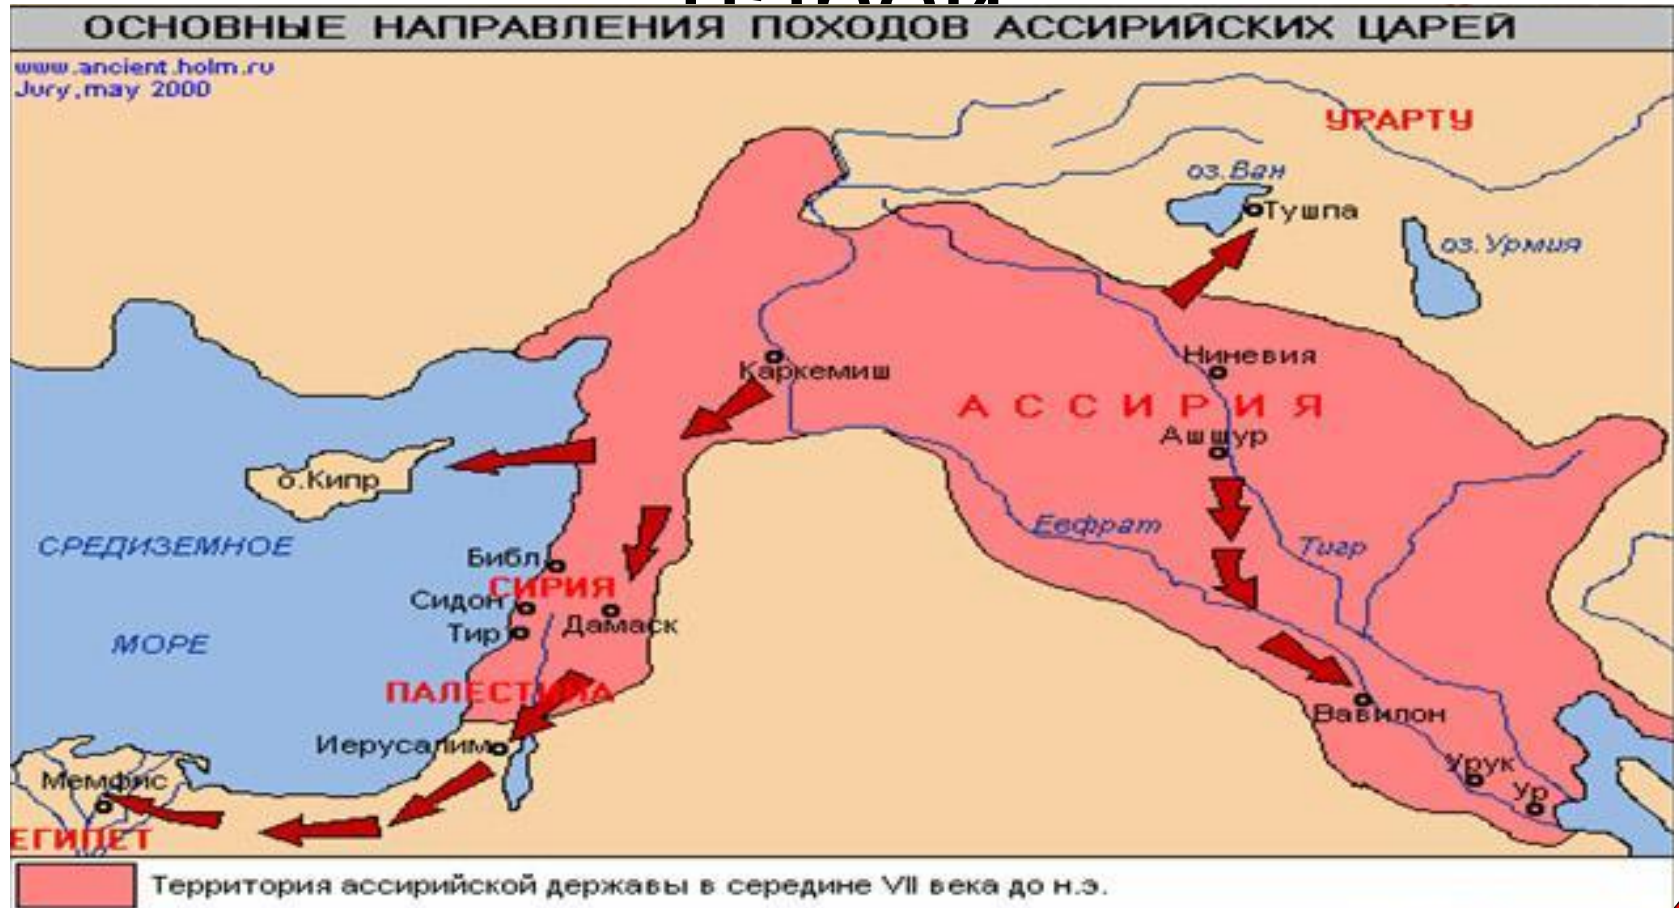 ОСНОВНЫЕ НАПРАВЛЕНИЯ ПОХОДОВ АССИРИЙСКИХ ЦАРЕЙ
www.ancient.holm.ru
Jury,may 2000
УРАРТУ
оз.Ван
Тушпа
оз.Урмия
Ниневия
Каркемиш
АССИРИЯ
Ашшур
о.Кипр
Евфрат
Тигр
СРЕДИЗЕМНОЕ
МОРЕ
Библ
СИРИЯ
Сидон
Тир
Дамаск
ПАЛЕСТИНА
Вавилон
Иерусалим
Урук
Ур
Мемфис
ЕГИПЕТ
Территория ассирийской державы в середине VII века до н.э.